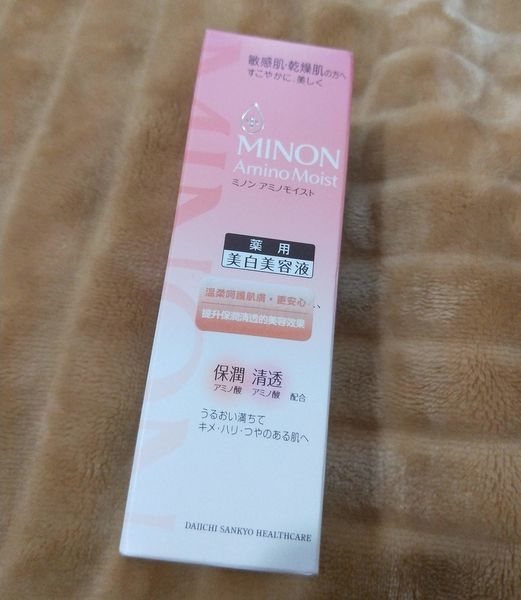 敏感肌・乾燥肌の方へ
すこやかに、美しく
MINON
Amino Moist
ミノン アミノモイスト
薬用
美白美容液
溫柔呵護肌膚・更安心
提升保潤清透的美容效果
保潤 清透
アミノ酸 アミノ酸 配合
うるおい満ちて
キメ・ハリ・つやのある肌へ
DAIICHI SANKYO HEALTHCARE
MINON